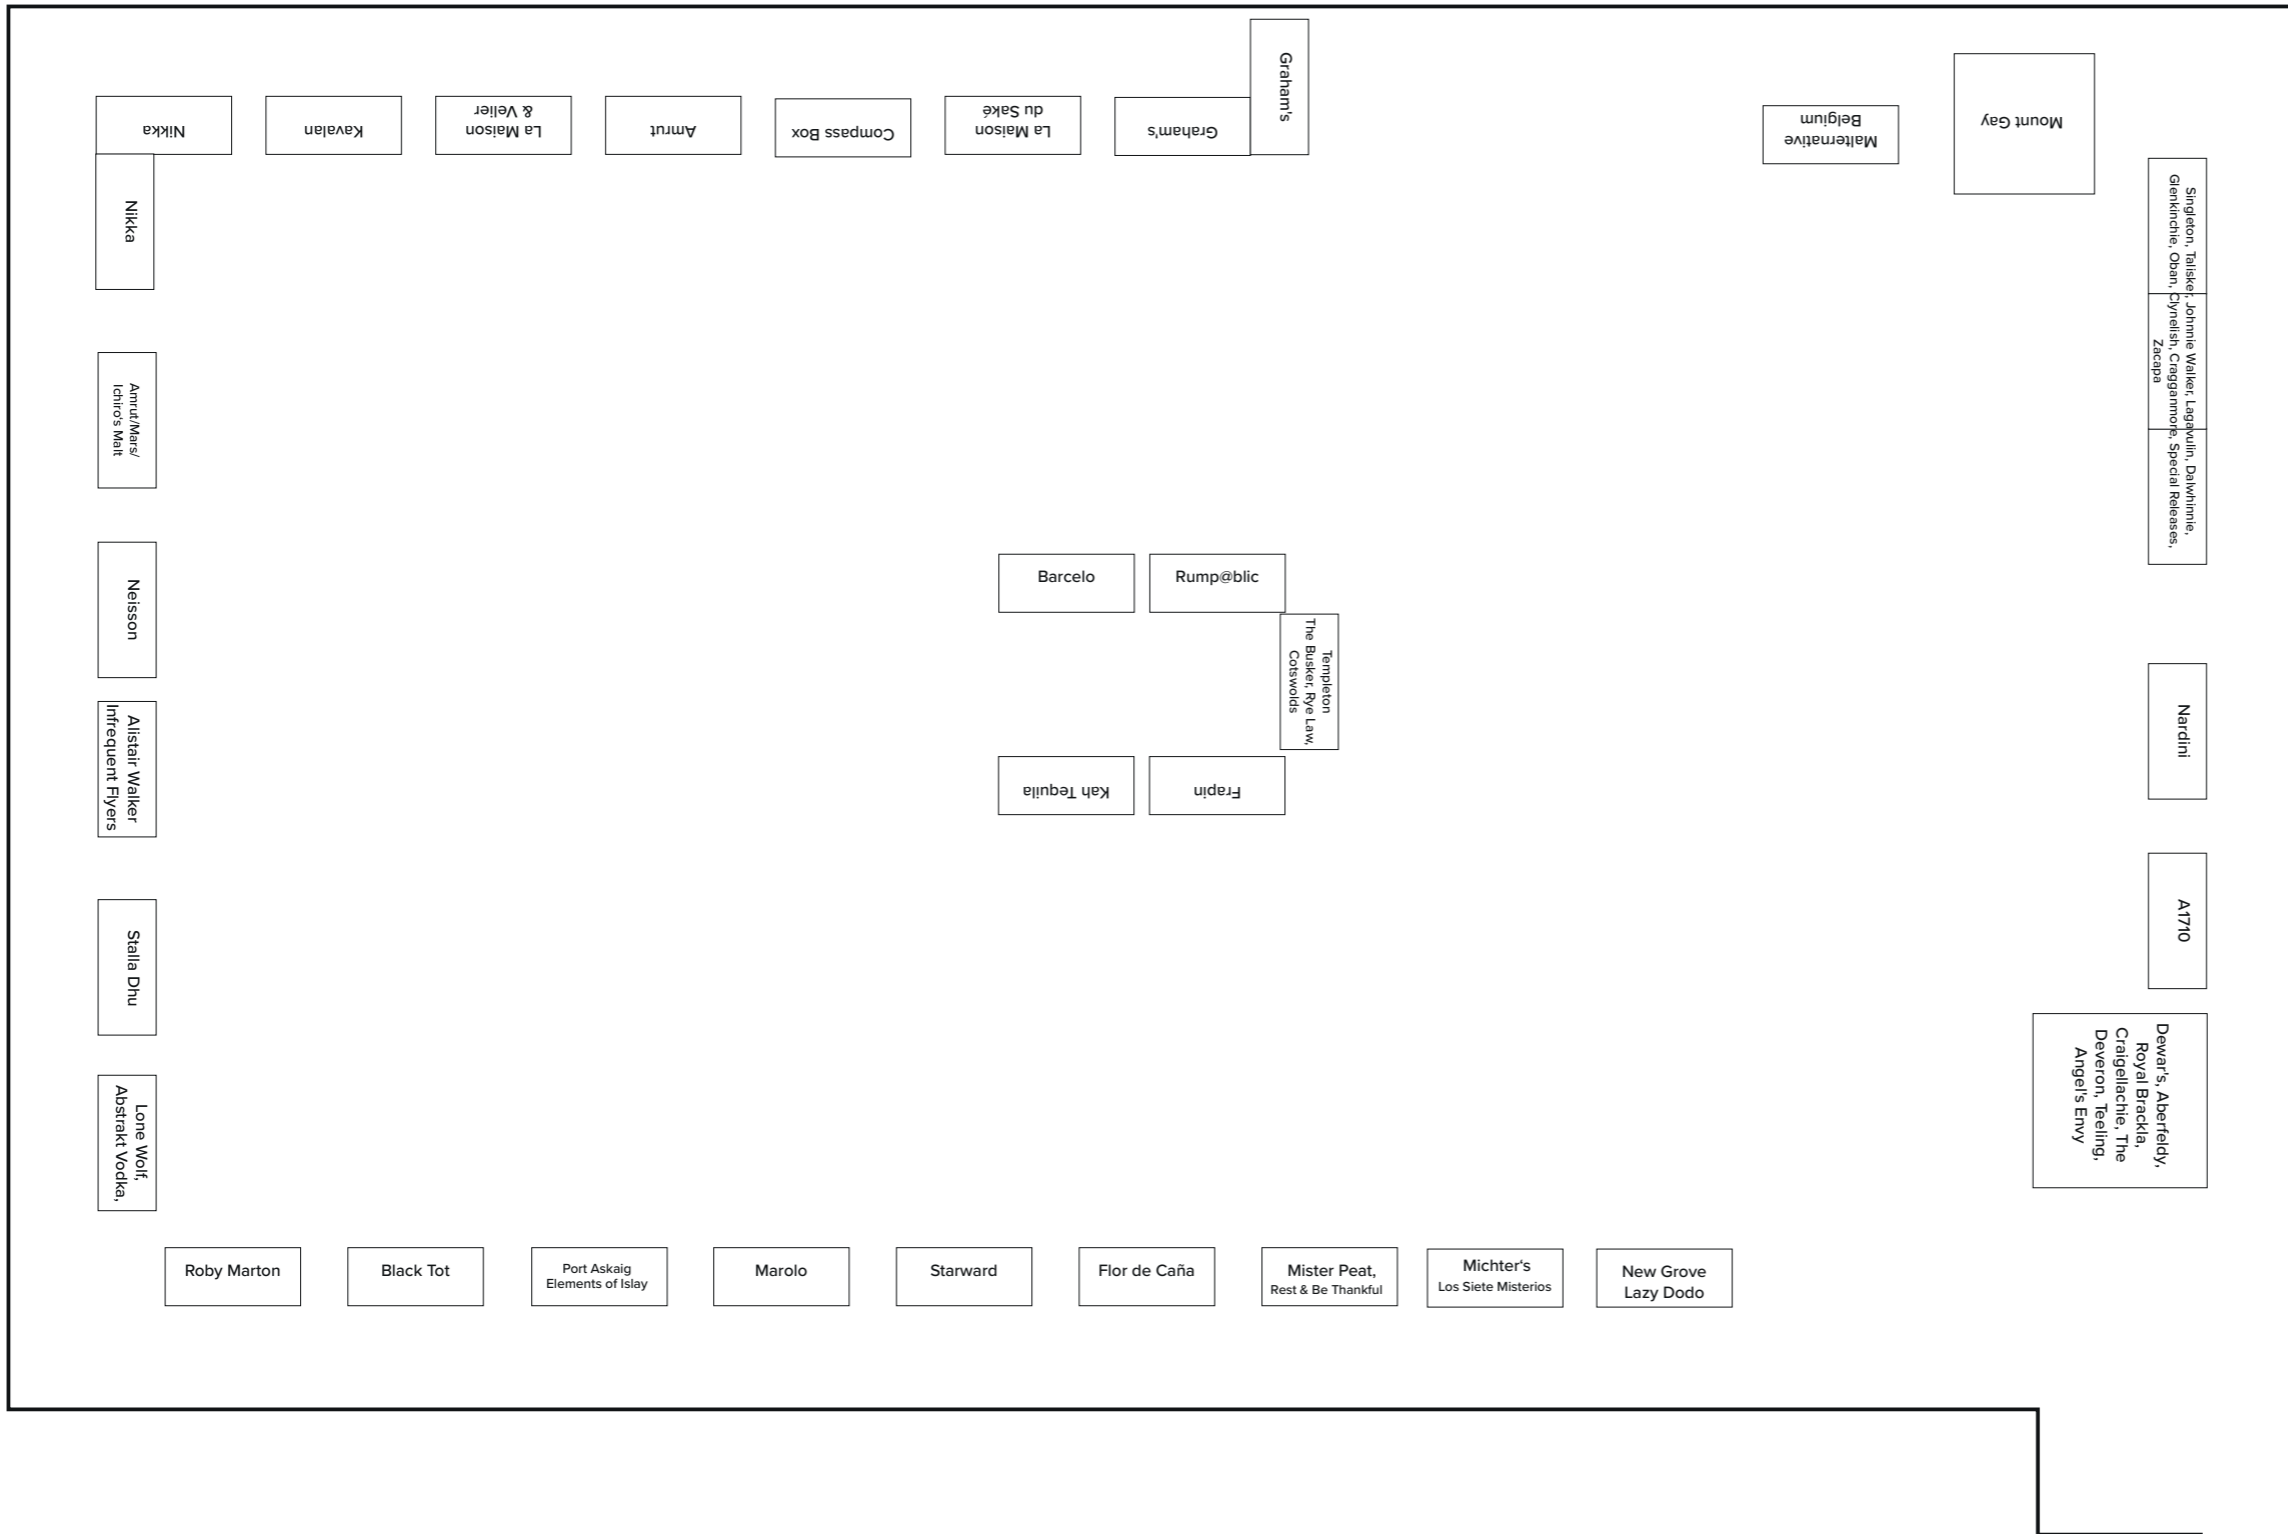 Graham's
Nikka
Kavalan
La Maison
& Velier
Amrut
Compass Box
La Maison
du Saké
Graham's
Malternative
Belgium
Mount Gay
Nikka
Singleton, Talisker, Johnnie Walker, Lagavulin, Dalwhinnie,
Glenkinchie, Oban, Clynelish, Cragganmore, Special Releases,
Zacapa
Amrut/Mars/
Ichiro's Malt
Neisson
Barcelo
Rump@blic
Templeton
The Busker, Rye Law,
Cotswolds
Alistair Walker
Infrequent Flyers
Kah Tequila
Frapin
Nardini
Stalla Dhu
A1710
Lone Wolf,
Abstrakt Vodka,
Dewar's, Aberfeldy,
Royal Brackla,
Craigellachie, The
Deveron, Teeling,
Angel's Envy
Roby Marton
Black Tot
Port Askaig
Elements of Islay
Marolo
Starward
Flor de Caña
Mister Peat,
Rest & Be Thankful
Michter‘s
Los Siete Misterios
New Grove
Lazy Dodo